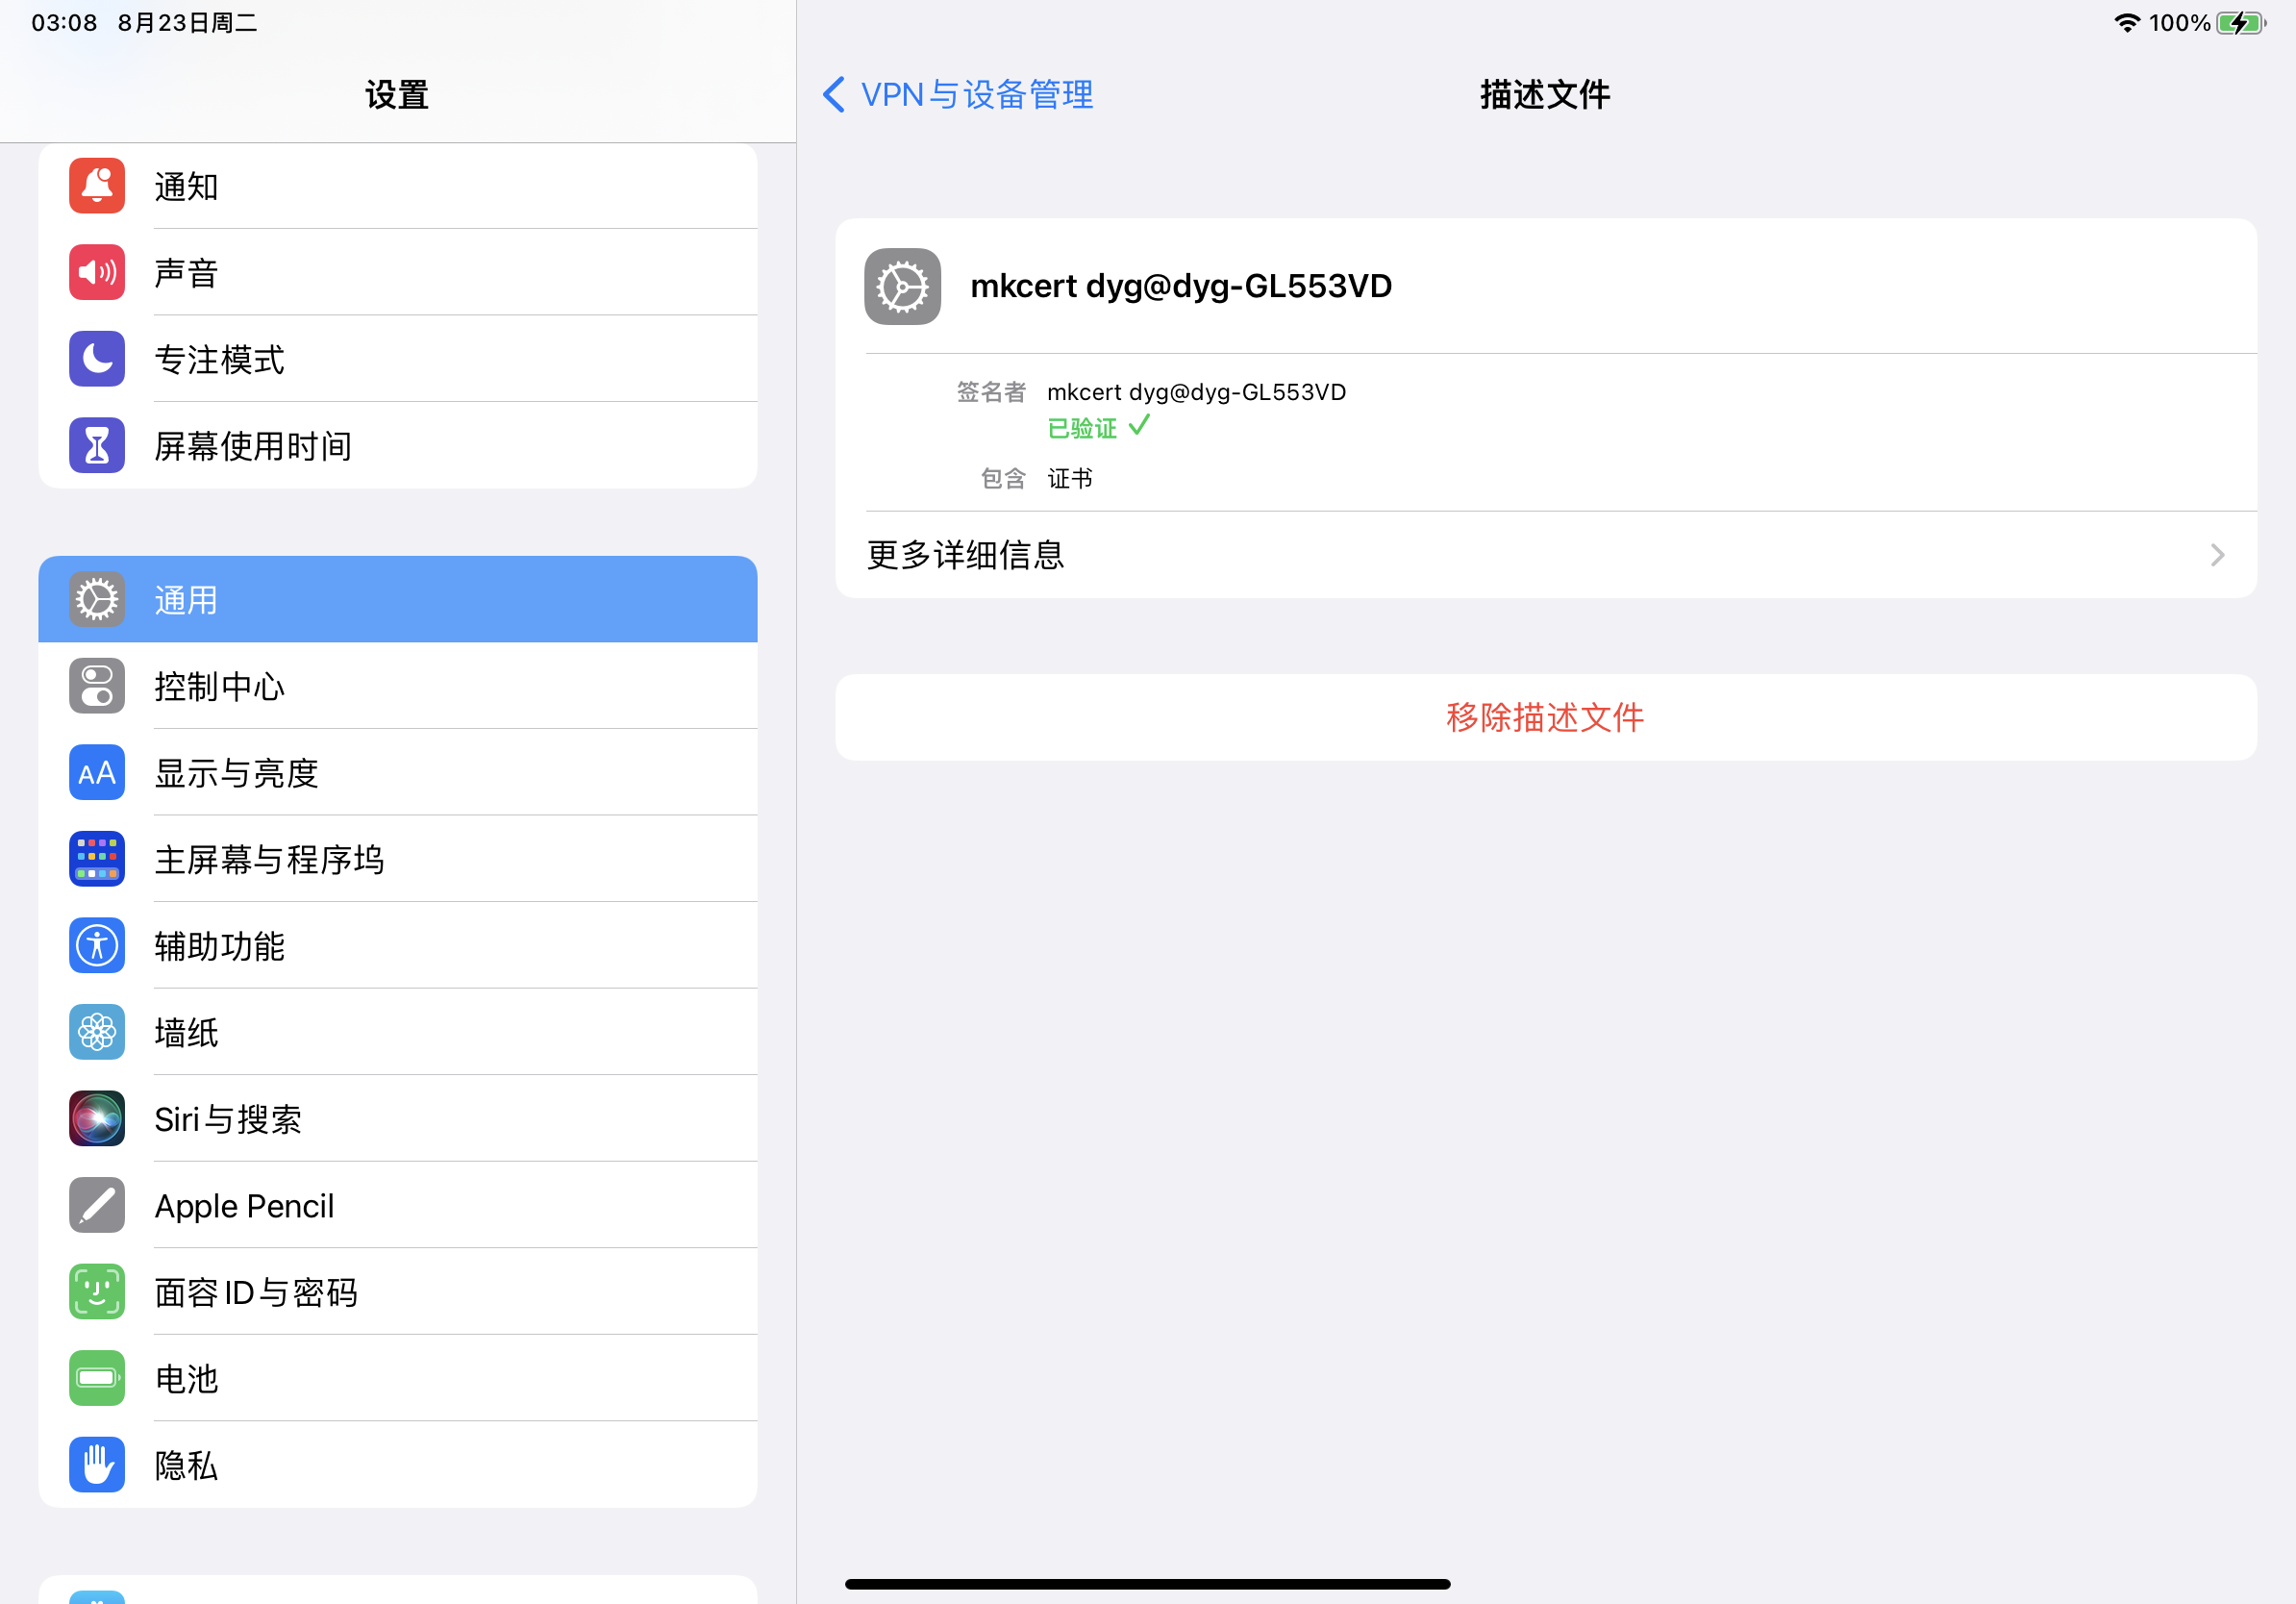 03:08 8月23日周二
100%
设置
通知
声音
专注模式
屏幕使用时间
通用
控制中心
AA
显示与亮度
主屏幕与程序坞
辅助功能
墙纸
Siri与搜索
Apple Pencil
面容ID与密码
电池
隐私
VPN与设备管理
描述文件
mkcert dyg@dyg-GL553VD
签名者 mkcert dyg@dyg-GL553VD
已验证
包含 证书
更多详细信息
移除描述文件